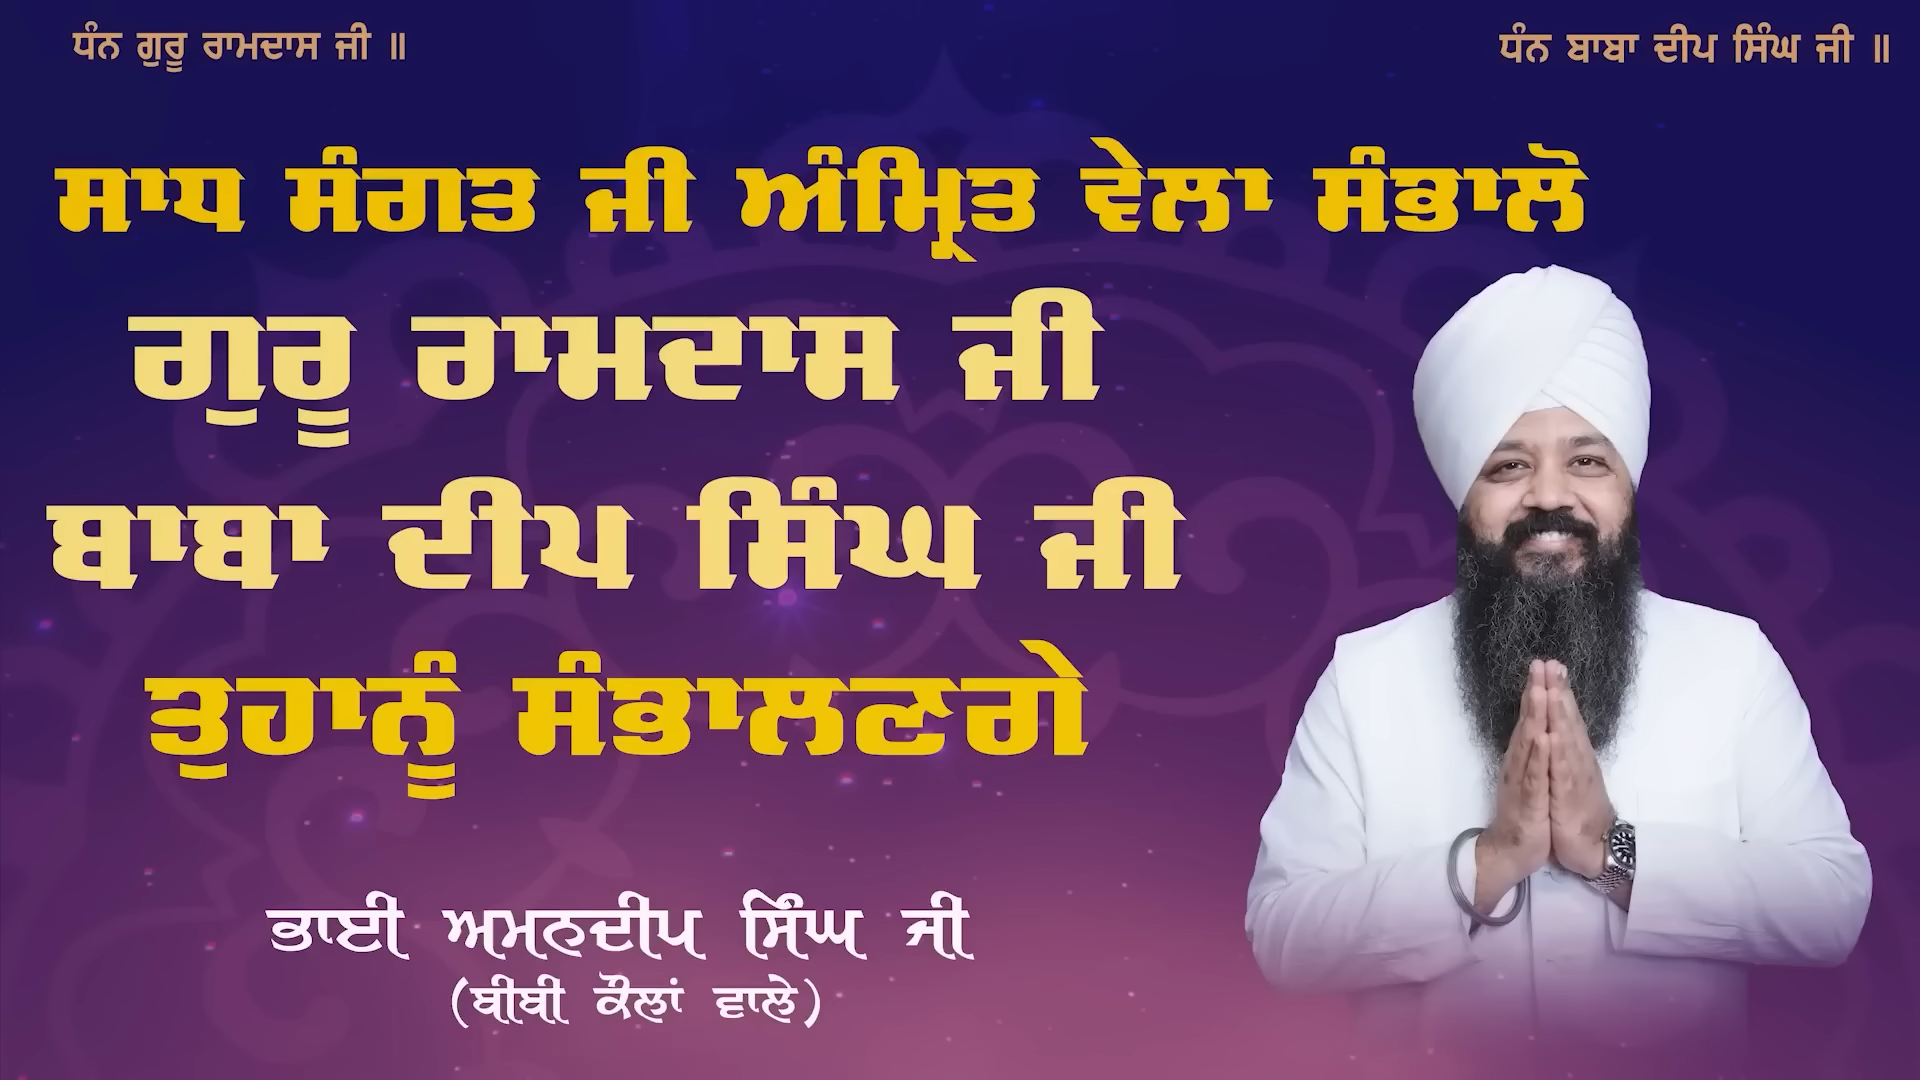 ਧੰਨ ਗੁਰੂ ਰਾਮਦਾਸ ਜੀ ॥
ਧੰਨ ਬਾਬਾ ਦੀਪ ਸਿੰਘ ਜੀ ॥
ਸਾਧ ਸੰਗਤ ਜੀ ਅੰਮ੍ਰਿਤ ਵੇਲਾ ਸੰਭਾਲੋ
ਗੁਰੂ ਰਾਮਦਾਸ ਜੀ
ਬਾਬਾ ਦੀਪ ਸਿੰਘ ਜੀ
ਤੁਹਾਨੂੰ ਸੰਭਾਲਣਗੇ
ਭਾਈ ਅਮਨਦੀਪ ਸਿੰਘ ਜੀ
(ਬੀਬੀ ਕੌਲਾਂ ਵਾਲੇ)